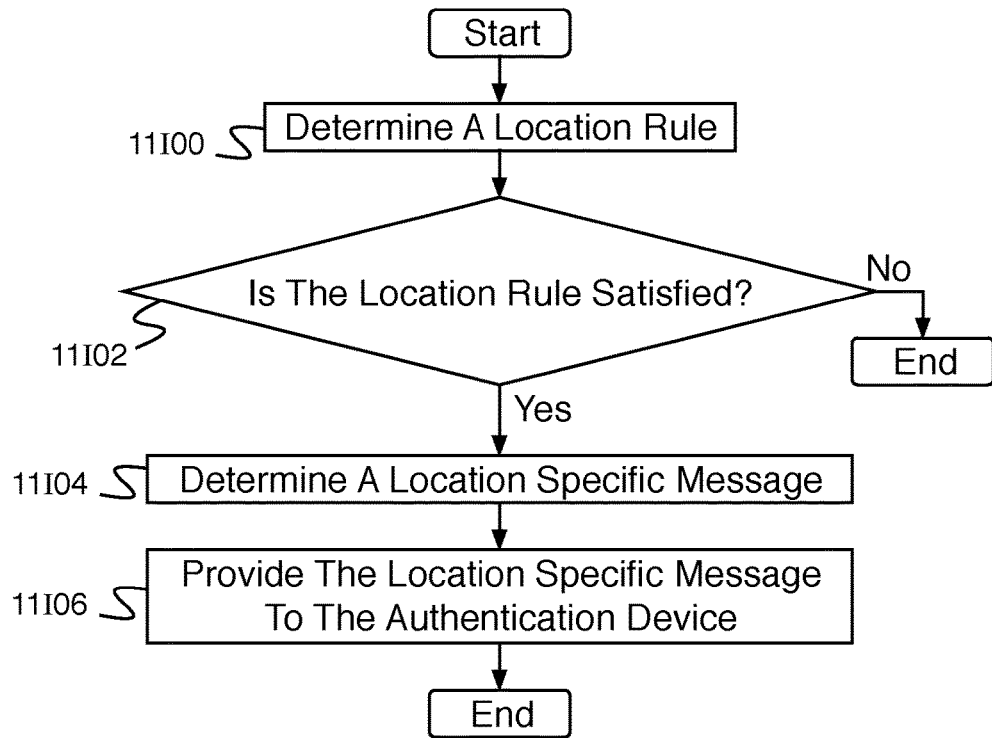 Start
11I00
Determine A Location Rule
Is The Location Rule Satisfied?
11I02
No
End
Yes
11I04
Determine A Location Specific Message
11I06
Provide The Location Specific Message
To The Authentication Device
End